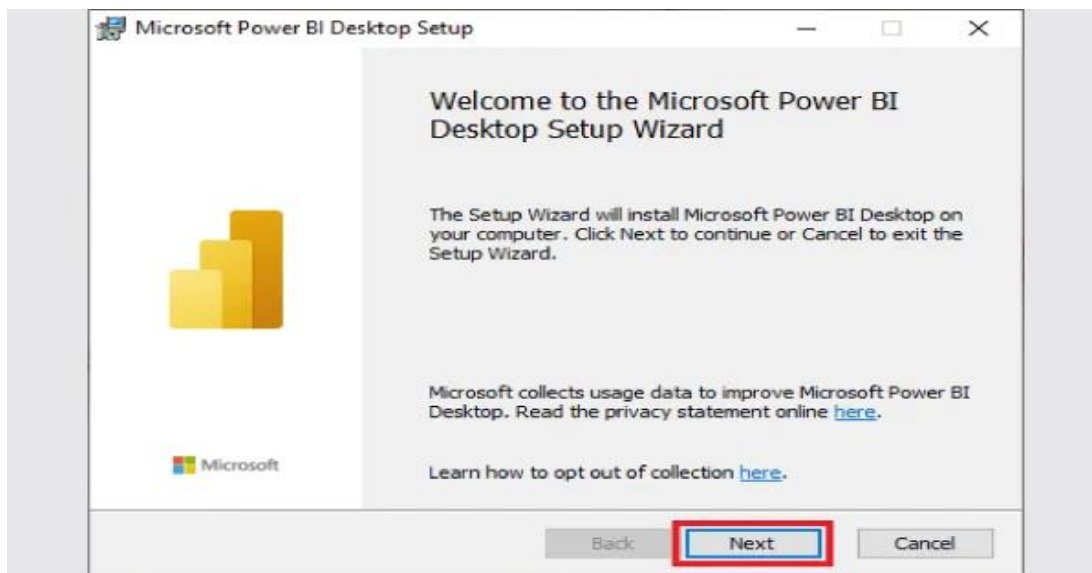 Microsoft Power BI Desktop Setup
Welcome to the Microsoft Power BI
Desktop Setup Wizard
The Setup Wizard will install Microsoft Power BI Desktop on
your computer. Click Next to continue or Cancel to exit the
Setup Wizard.
Microsoft collects usage data to improve Microsoft Power BI
Desktop. Read the privacy statement online here.
Microsoft
Learn how to opt out of collection here.
Back Next Cancel